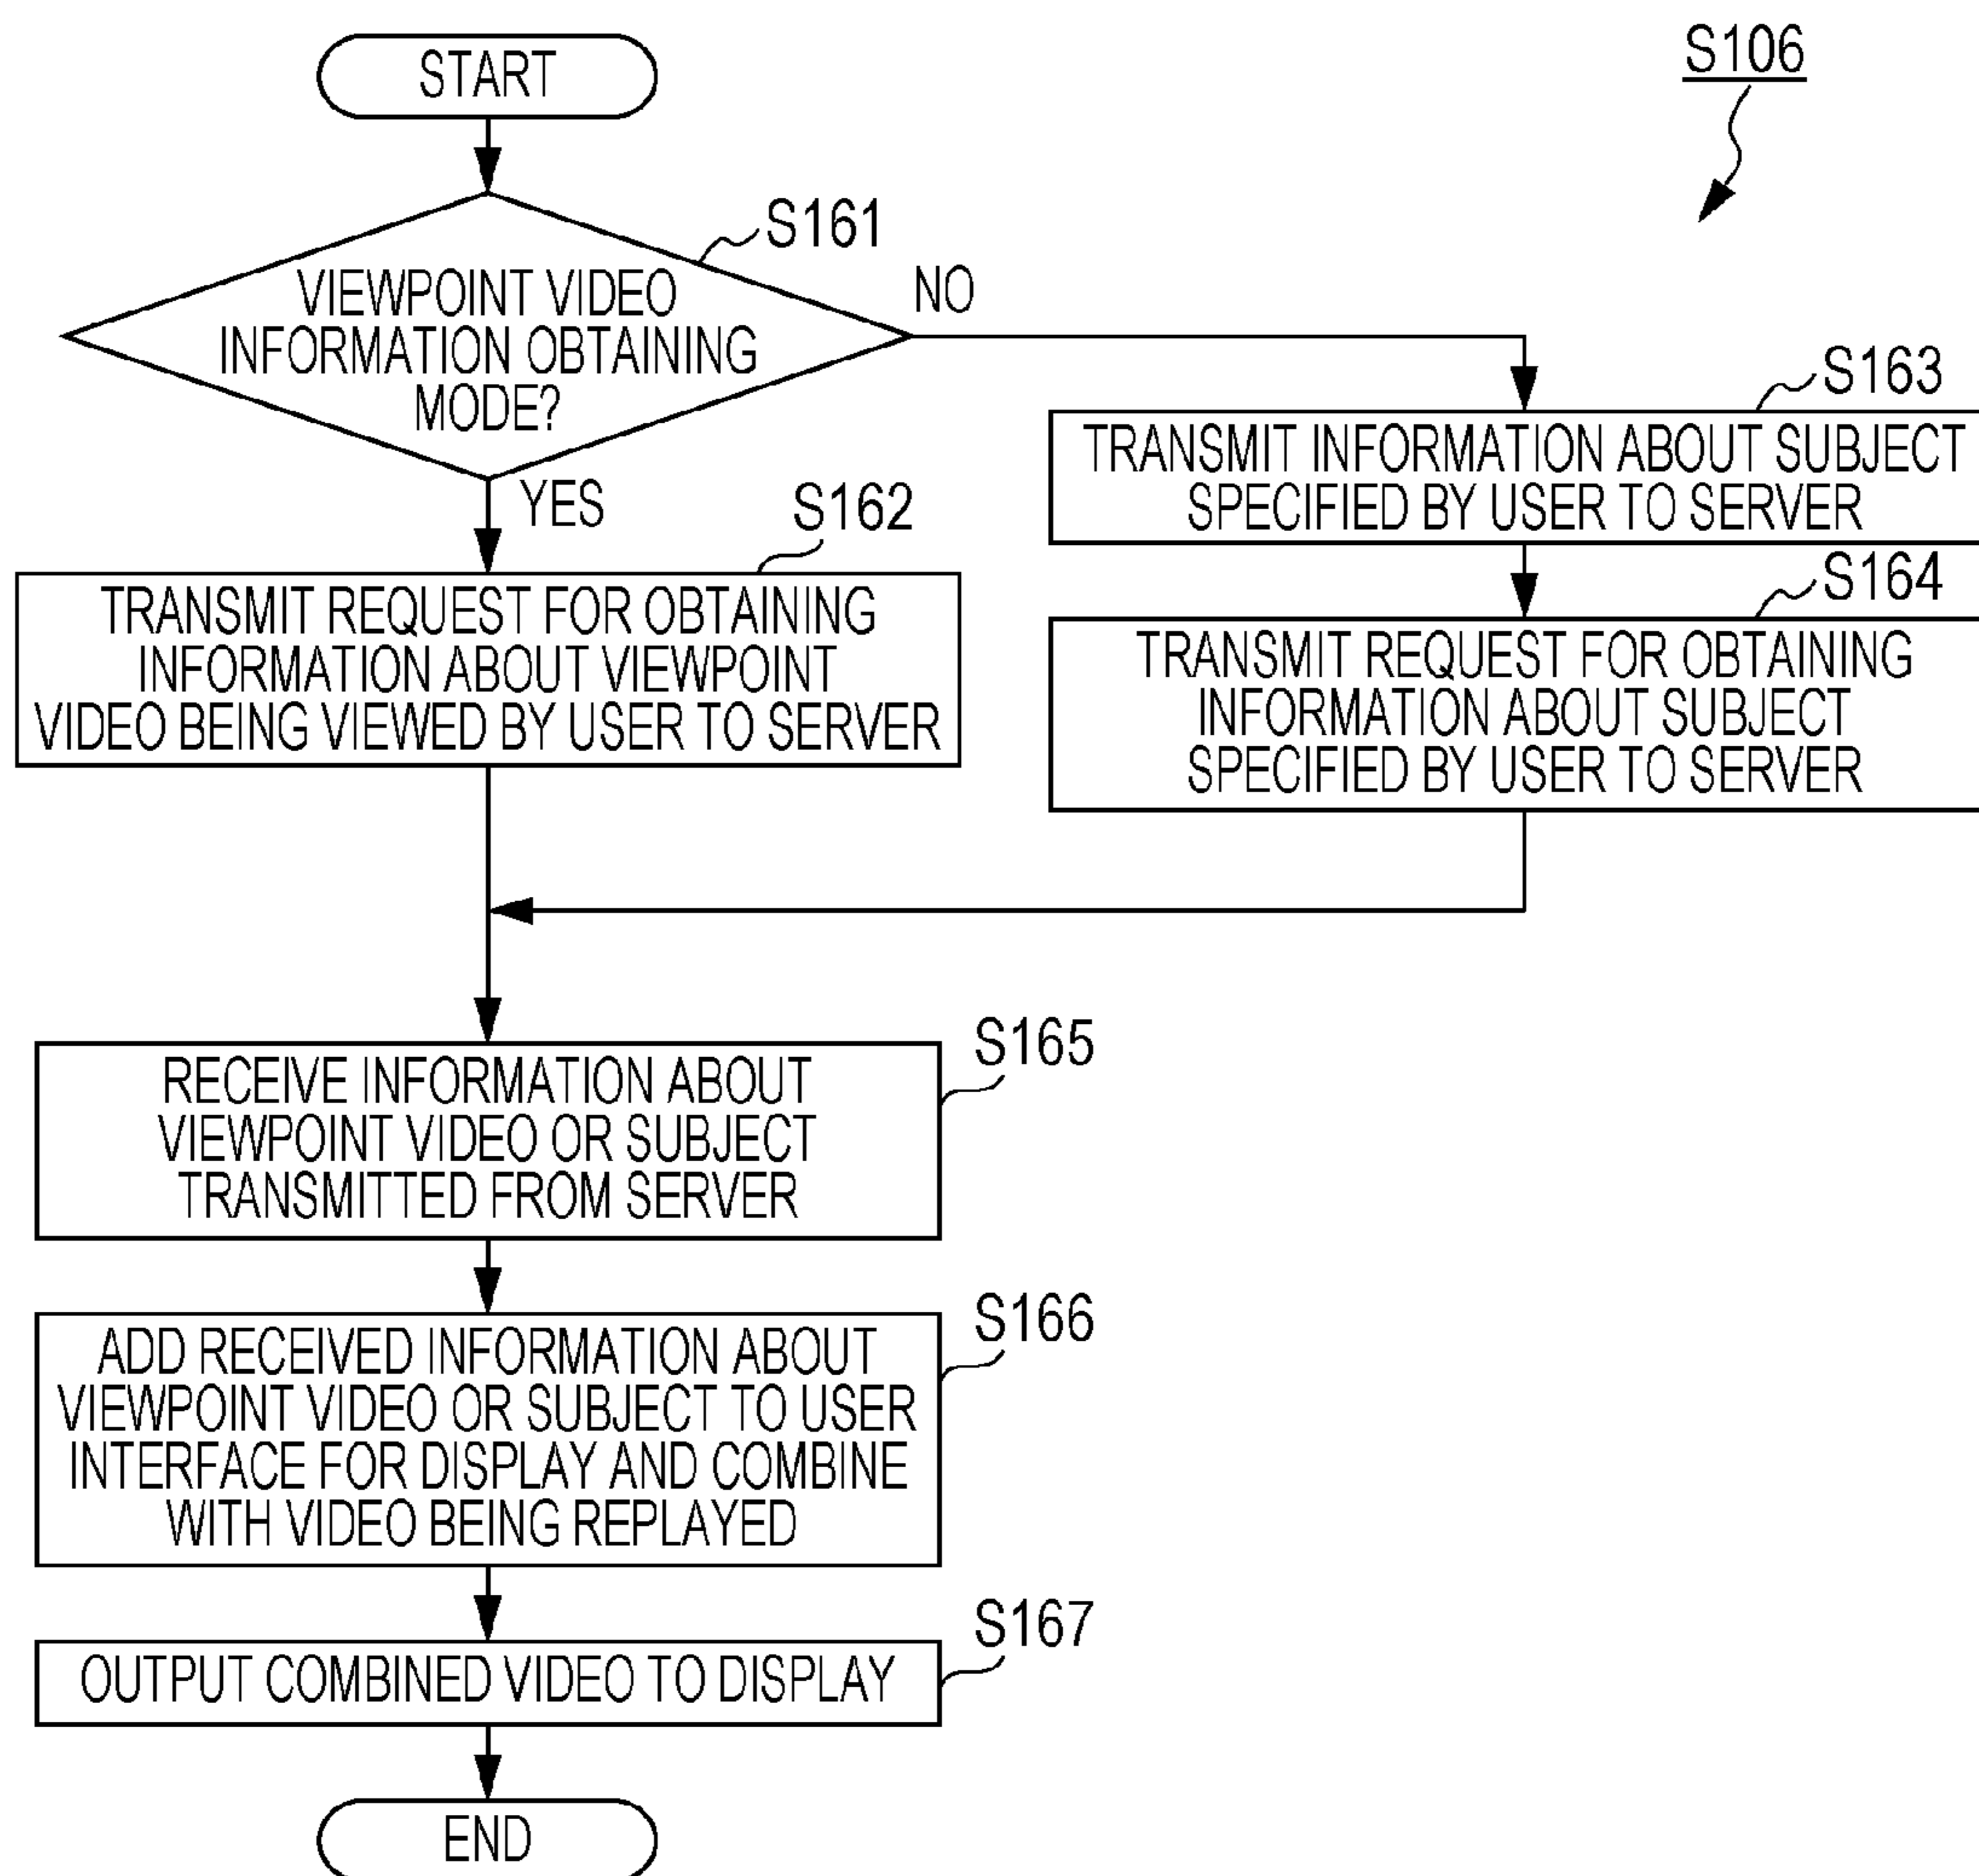 START
S106
S161
VIEWPOINT VIDEO
INFORMATION OBTAINING
MODE?
NO
YES
S162
TRANSMIT REQUEST FOR OBTAINING
INFORMATION ABOUT VIEWPOINT
VIDEO BEING VIEWED BY USER TO SERVER
S163
TRANSMIT INFORMATION ABOUT SUBJECT
SPECIFIED BY USER TO SERVER
S164
TRANSMIT REQUEST FOR OBTAINING
INFORMATION ABOUT SUBJECT
SPECIFIED BY USER TO SERVER
S165
RECEIVE INFORMATION ABOUT
VIEWPOINT VIDEO OR SUBJECT
TRANSMITTED FROM SERVER
S166
ADD RECEIVED INFORMATION ABOUT
VIEWPOINT VIDEO OR SUBJECT TO USER
INTERFACE FOR DISPLAY AND COMBINE
WITH VIDEO BEING REPLAYED
S167
OUTPUT COMBINED VIDEO TO DISPLAY
END